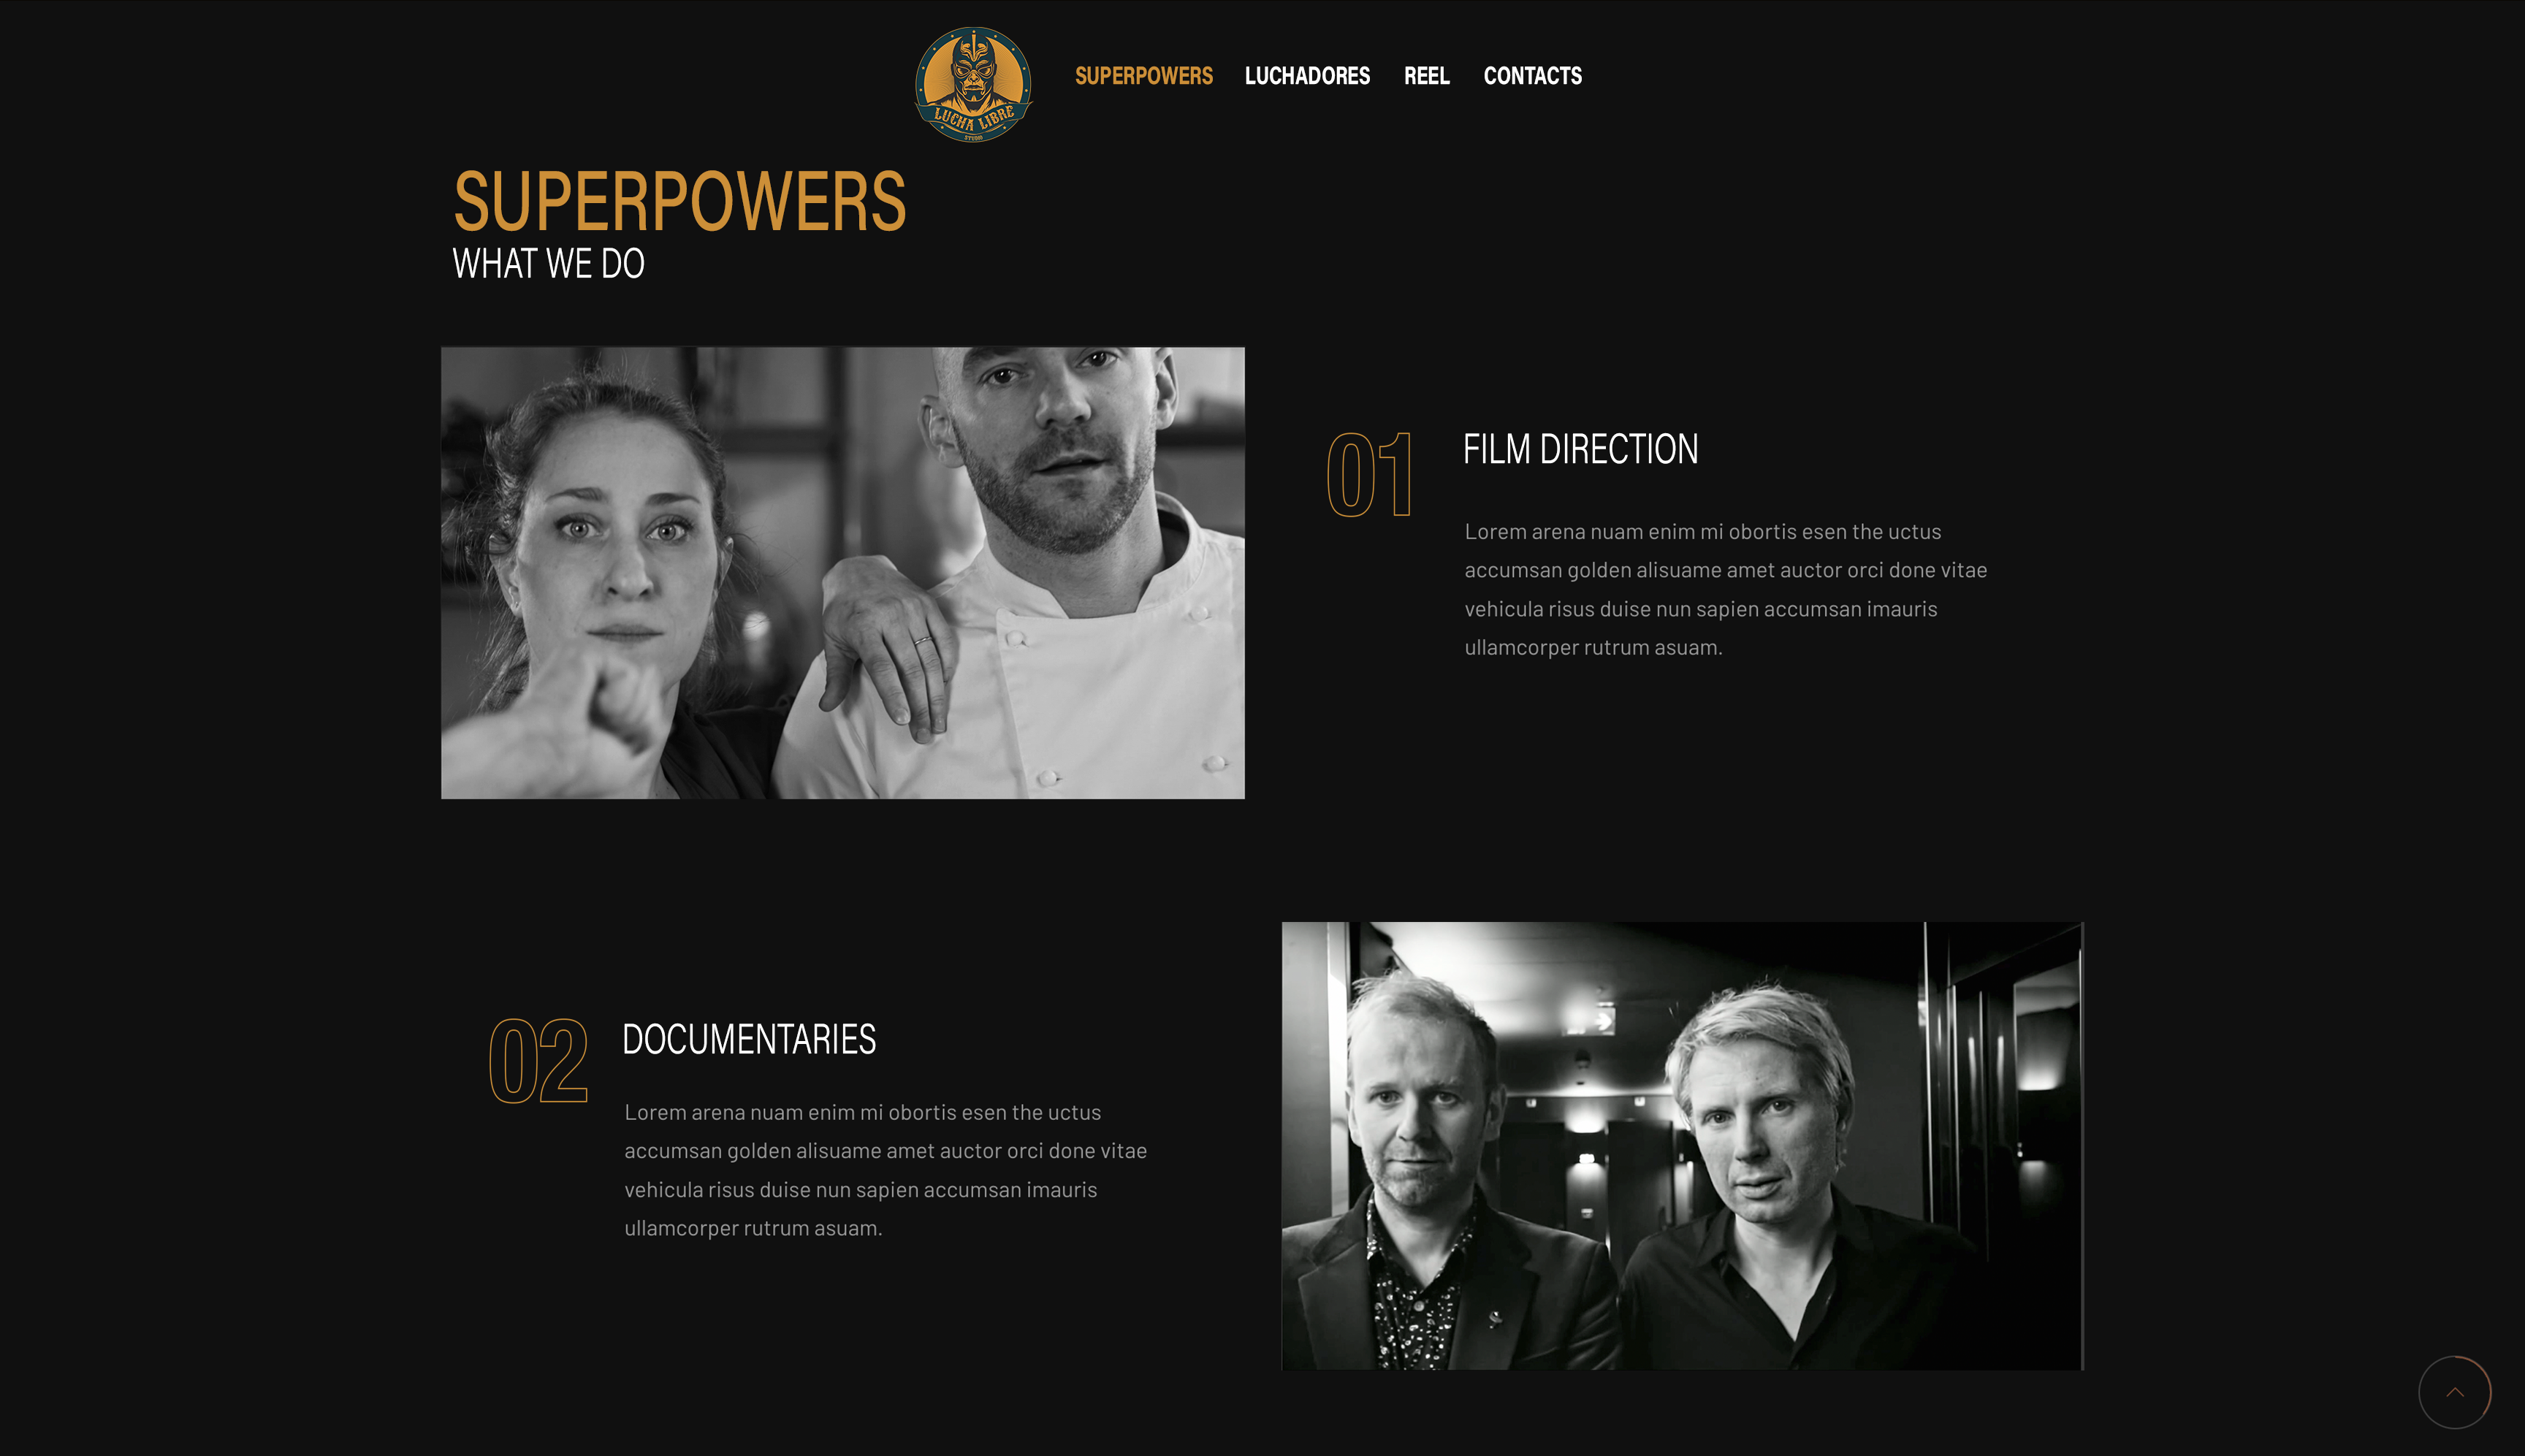 LUCHA LIBRE
STUDIO
SUPERPOWERS LUCHADORES REEL CONTACTS
SUPERPOWERS
WHAT WE DO
01 FILM DIRECTION
Lorem arena nuam enim mi obortis esen the uctus
accumsan golden alisuame amet auctor orci done vitae
vehicula risus duise nun sapien accumsan imauris
ullamcorper rutrum asuam.
02 DOCUMENTARIES
Lorem arena nuam enim mi obortis esen the uctus
accumsan golden alisuame amet auctor orci done vitae
vehicula risus duise nun sapien accumsan imauris
ullamcorper rutrum asuam.